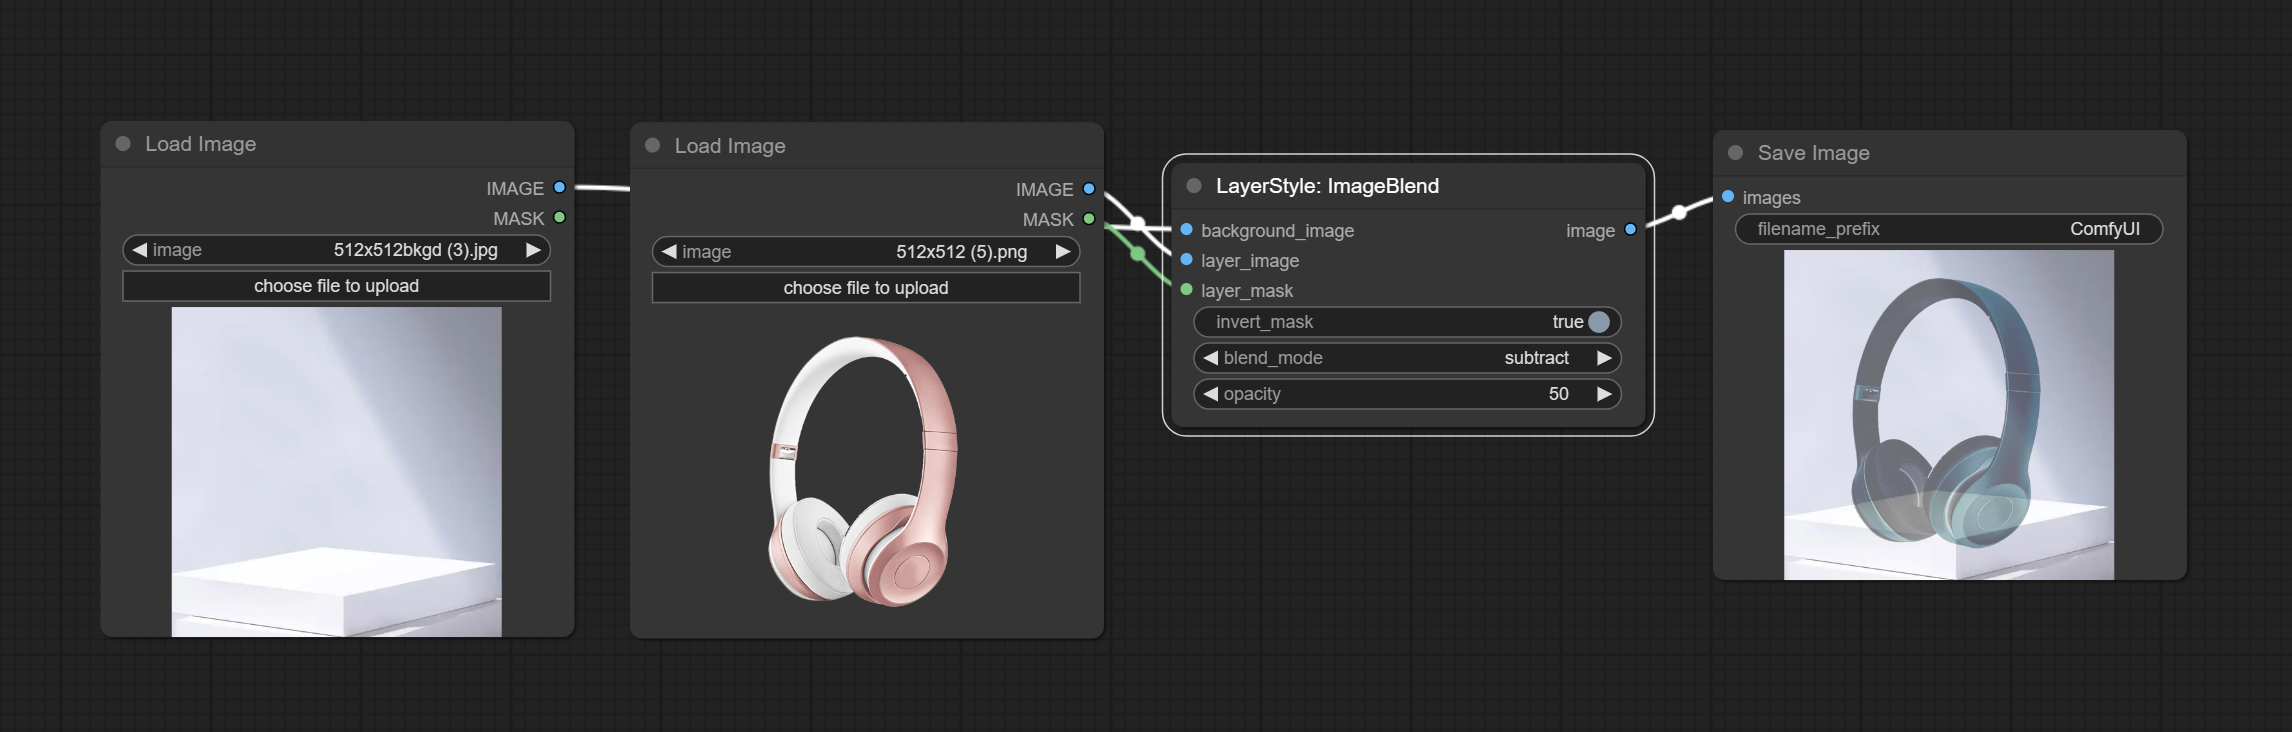 Load Image
IMAGE
MASK
image 512x512bkgd (3).jpg
choose file to upload
Load Image
IMAGE
MASK
image 512x512 (5).png
choose file to upload
LayerStyle: ImageBlend
background_image image
layer_image
layer_mask
invert_mask true
blend_mode subtract
opacity 50
Save Image
images
filename_prefix ComfyUI